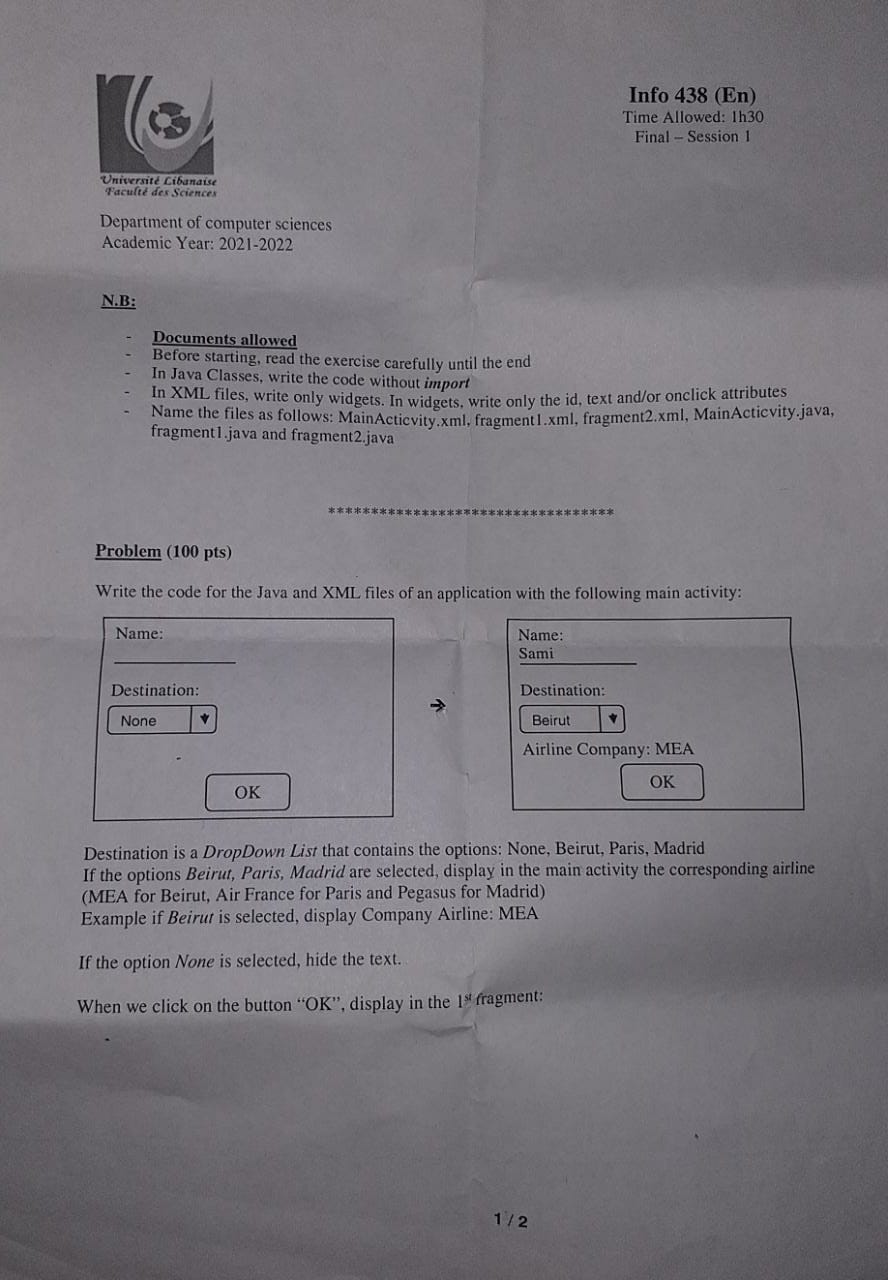 Université Libanaise
Faculté des Sciences
Info 438 (En)
Time Allowed: 1h30
Final – Session 1
Department of computer sciences
Academic Year: 2021-2022
N.B:
- Documents allowed
- Before starting, read the exercise carefully until the end
- In Java Classes, write the code without import
- In XML files, write only widgets. In widgets, write only the id, text and/or onclick attributes
- Name the files as follows: MainActicvity.xml, fragment1.xml, fragment2.xml, MainActicvity.java,
fragment1.java and fragment2.java
**********************************
Problem (100 pts)
Write the code for the Java and XML files of an application with the following main activity:
Name:
Destination:
None
OK
→
Name:
Sami
Destination:
Beirut
Airline Company: MEA
OK
Destination is a DropDown List that contains the options: None, Beirut, Paris, Madrid
If the options Beirut, Paris, Madrid are selected, display in the main activity the corresponding airline
(MEA for Beirut, Air France for Paris and Pegasus for Madrid)
Example if Beirut is selected, display Company Airline: MEA
If the option None is selected, hide the text.
When we click on the button “OK”, display in the 1st fragment:
1 / 2